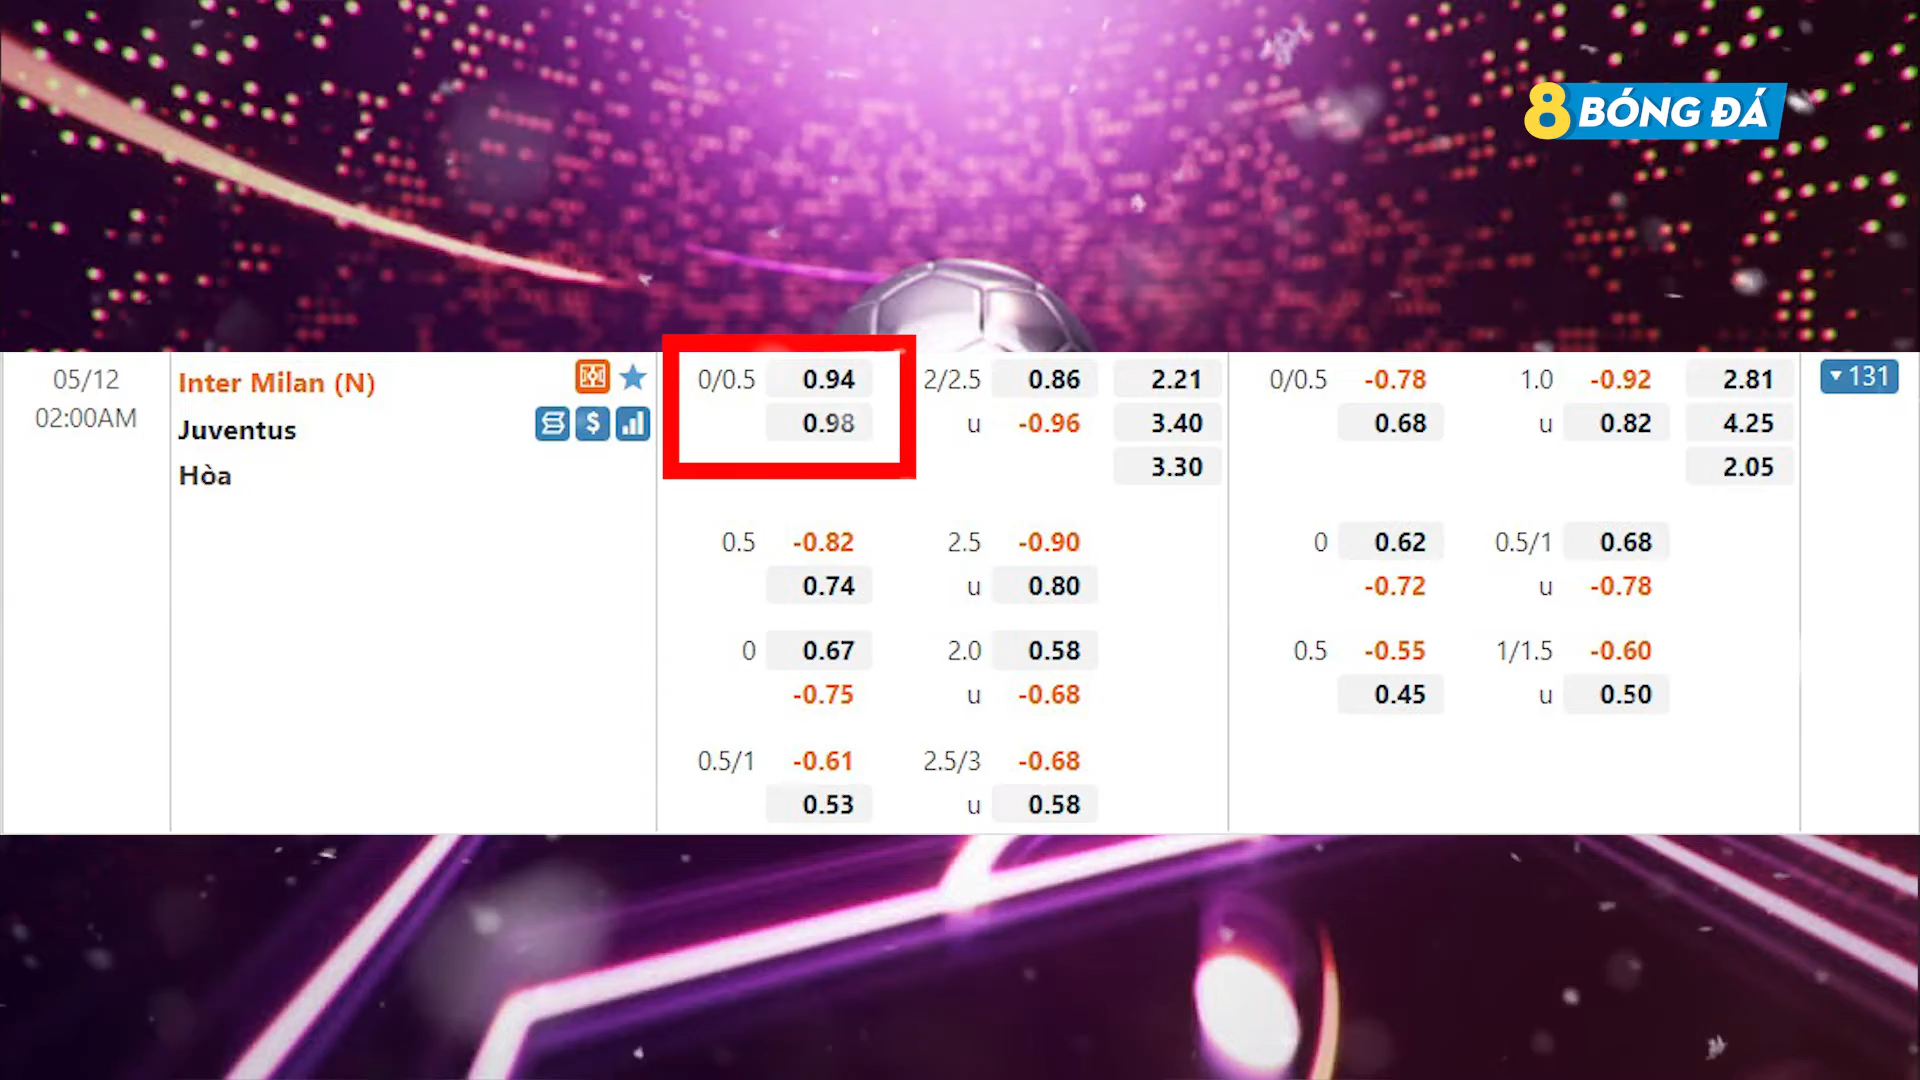 8 BÓNG ĐÁ
05/12 Inter Milan (N) 0/0.5 0.94 2/2.5 0.86 2.21 0/0.5 -0.78 1.0 -0.92 2.81 131
02:00AM Juventus $ 0.98 u -0.96 3.40 0.68 u 0.82 4.25
Hòa 3.30 2.05
0.5 -0.82 2.5 -0.90 0 0.62 0.5/1 0.68
0.74 u 0.80 -0.72 u -0.78
0 0.67 2.0 0.58 0.5 -0.55 1/1.5 -0.60
-0.75 u -0.68 0.45 u 0.50
0.5/1 -0.61 2.5/3 -0.68
0.53 u 0.58